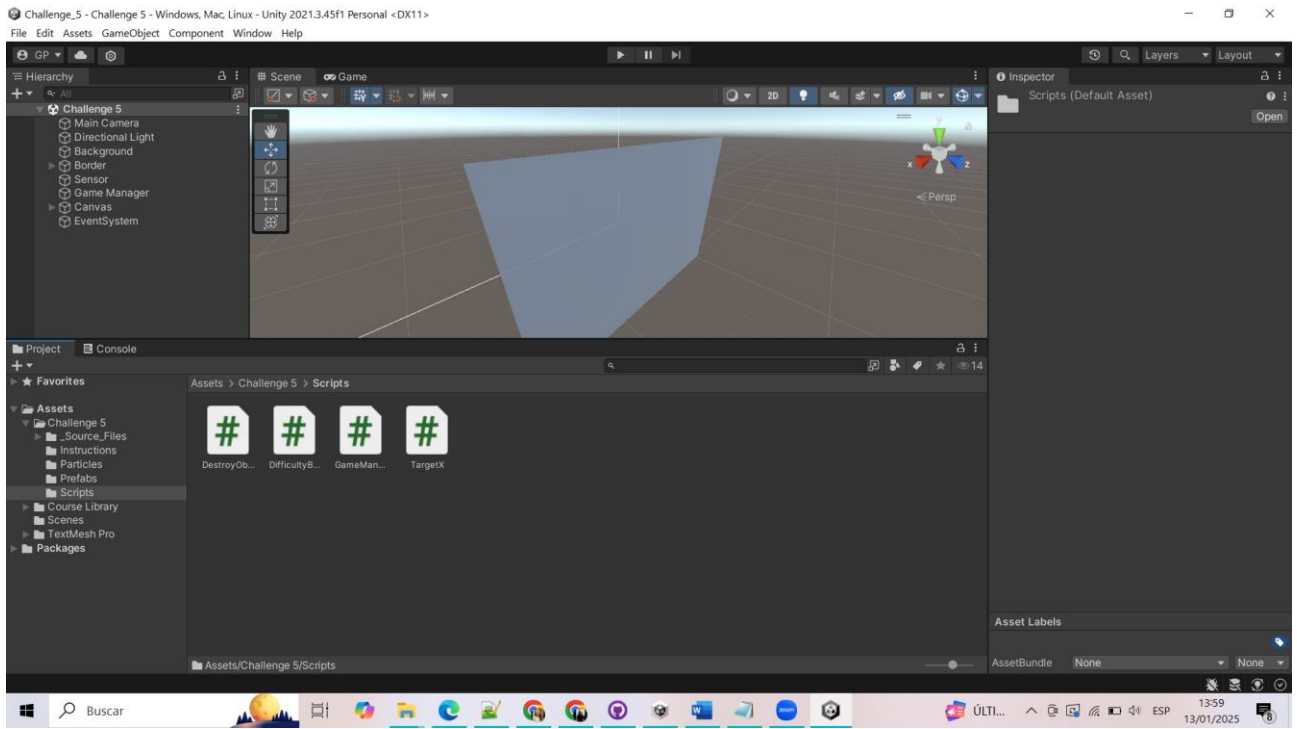 Challenge_5 - Challenge 5 - Windows, Mac, Linux - Unity 2021.3.45f1 Personal <DX11>
File Edit Assets GameObject Component Window Help
GP
Layers
Layout
Hierarchy
Scene
Game
Inspector
All
2D
Scripts (Default Asset)
Open
Challenge 5
Main Camera
Directional Light
Background
Border
Sensor
Game Manager
Canvas
EventSystem
y
x
z
Persp
Project
Console
14
Favorites
Assets > Challenge 5 > Scripts
Assets
Challenge 5
_Source_Files
Instructions
Particles
Prefabs
Scripts
Course Library
Scenes
TextMesh Pro
Packages
DestroyOb...
DifficultyB...
GameMan...
TargetX
Asset Labels
Assets/Challenge 5/Scripts
AssetBundle
None
None
Buscar
ÚLTI...
ESP
13:59
13/01/2025
8